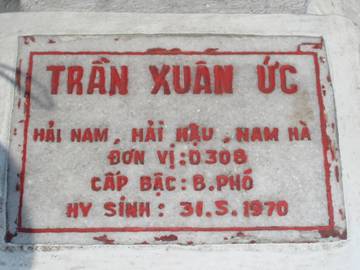 TRẦN XUÂN ỨC
HẢI NAM, HẢI HẬU, NAM HÀ
ĐƠN VỊ: D308
CẤP BẬC: B.PHÓ
HY SINH: 31.5.1970